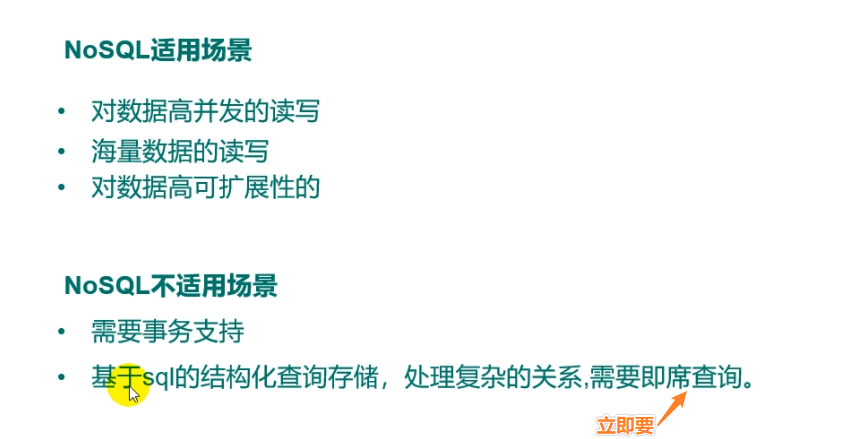 NoSQL适用场景
• 对数据高并发的读写
• 海量数据的读写
• 对数据高可扩展性的
NoSQL不适用场景
• 需要事务支持
• 基于sql的结构化查询存储，处理复杂的关系,需要即席查询。
立即要